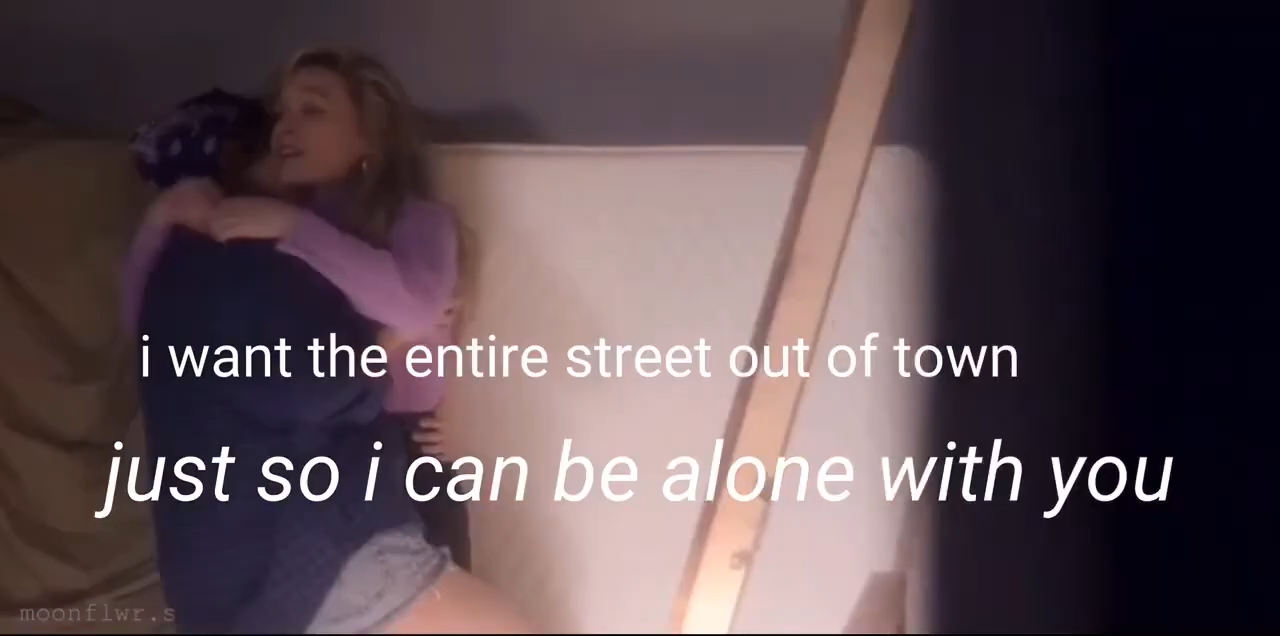 i want the entire street out of town
just so i can be alone with you
moonflwr.s